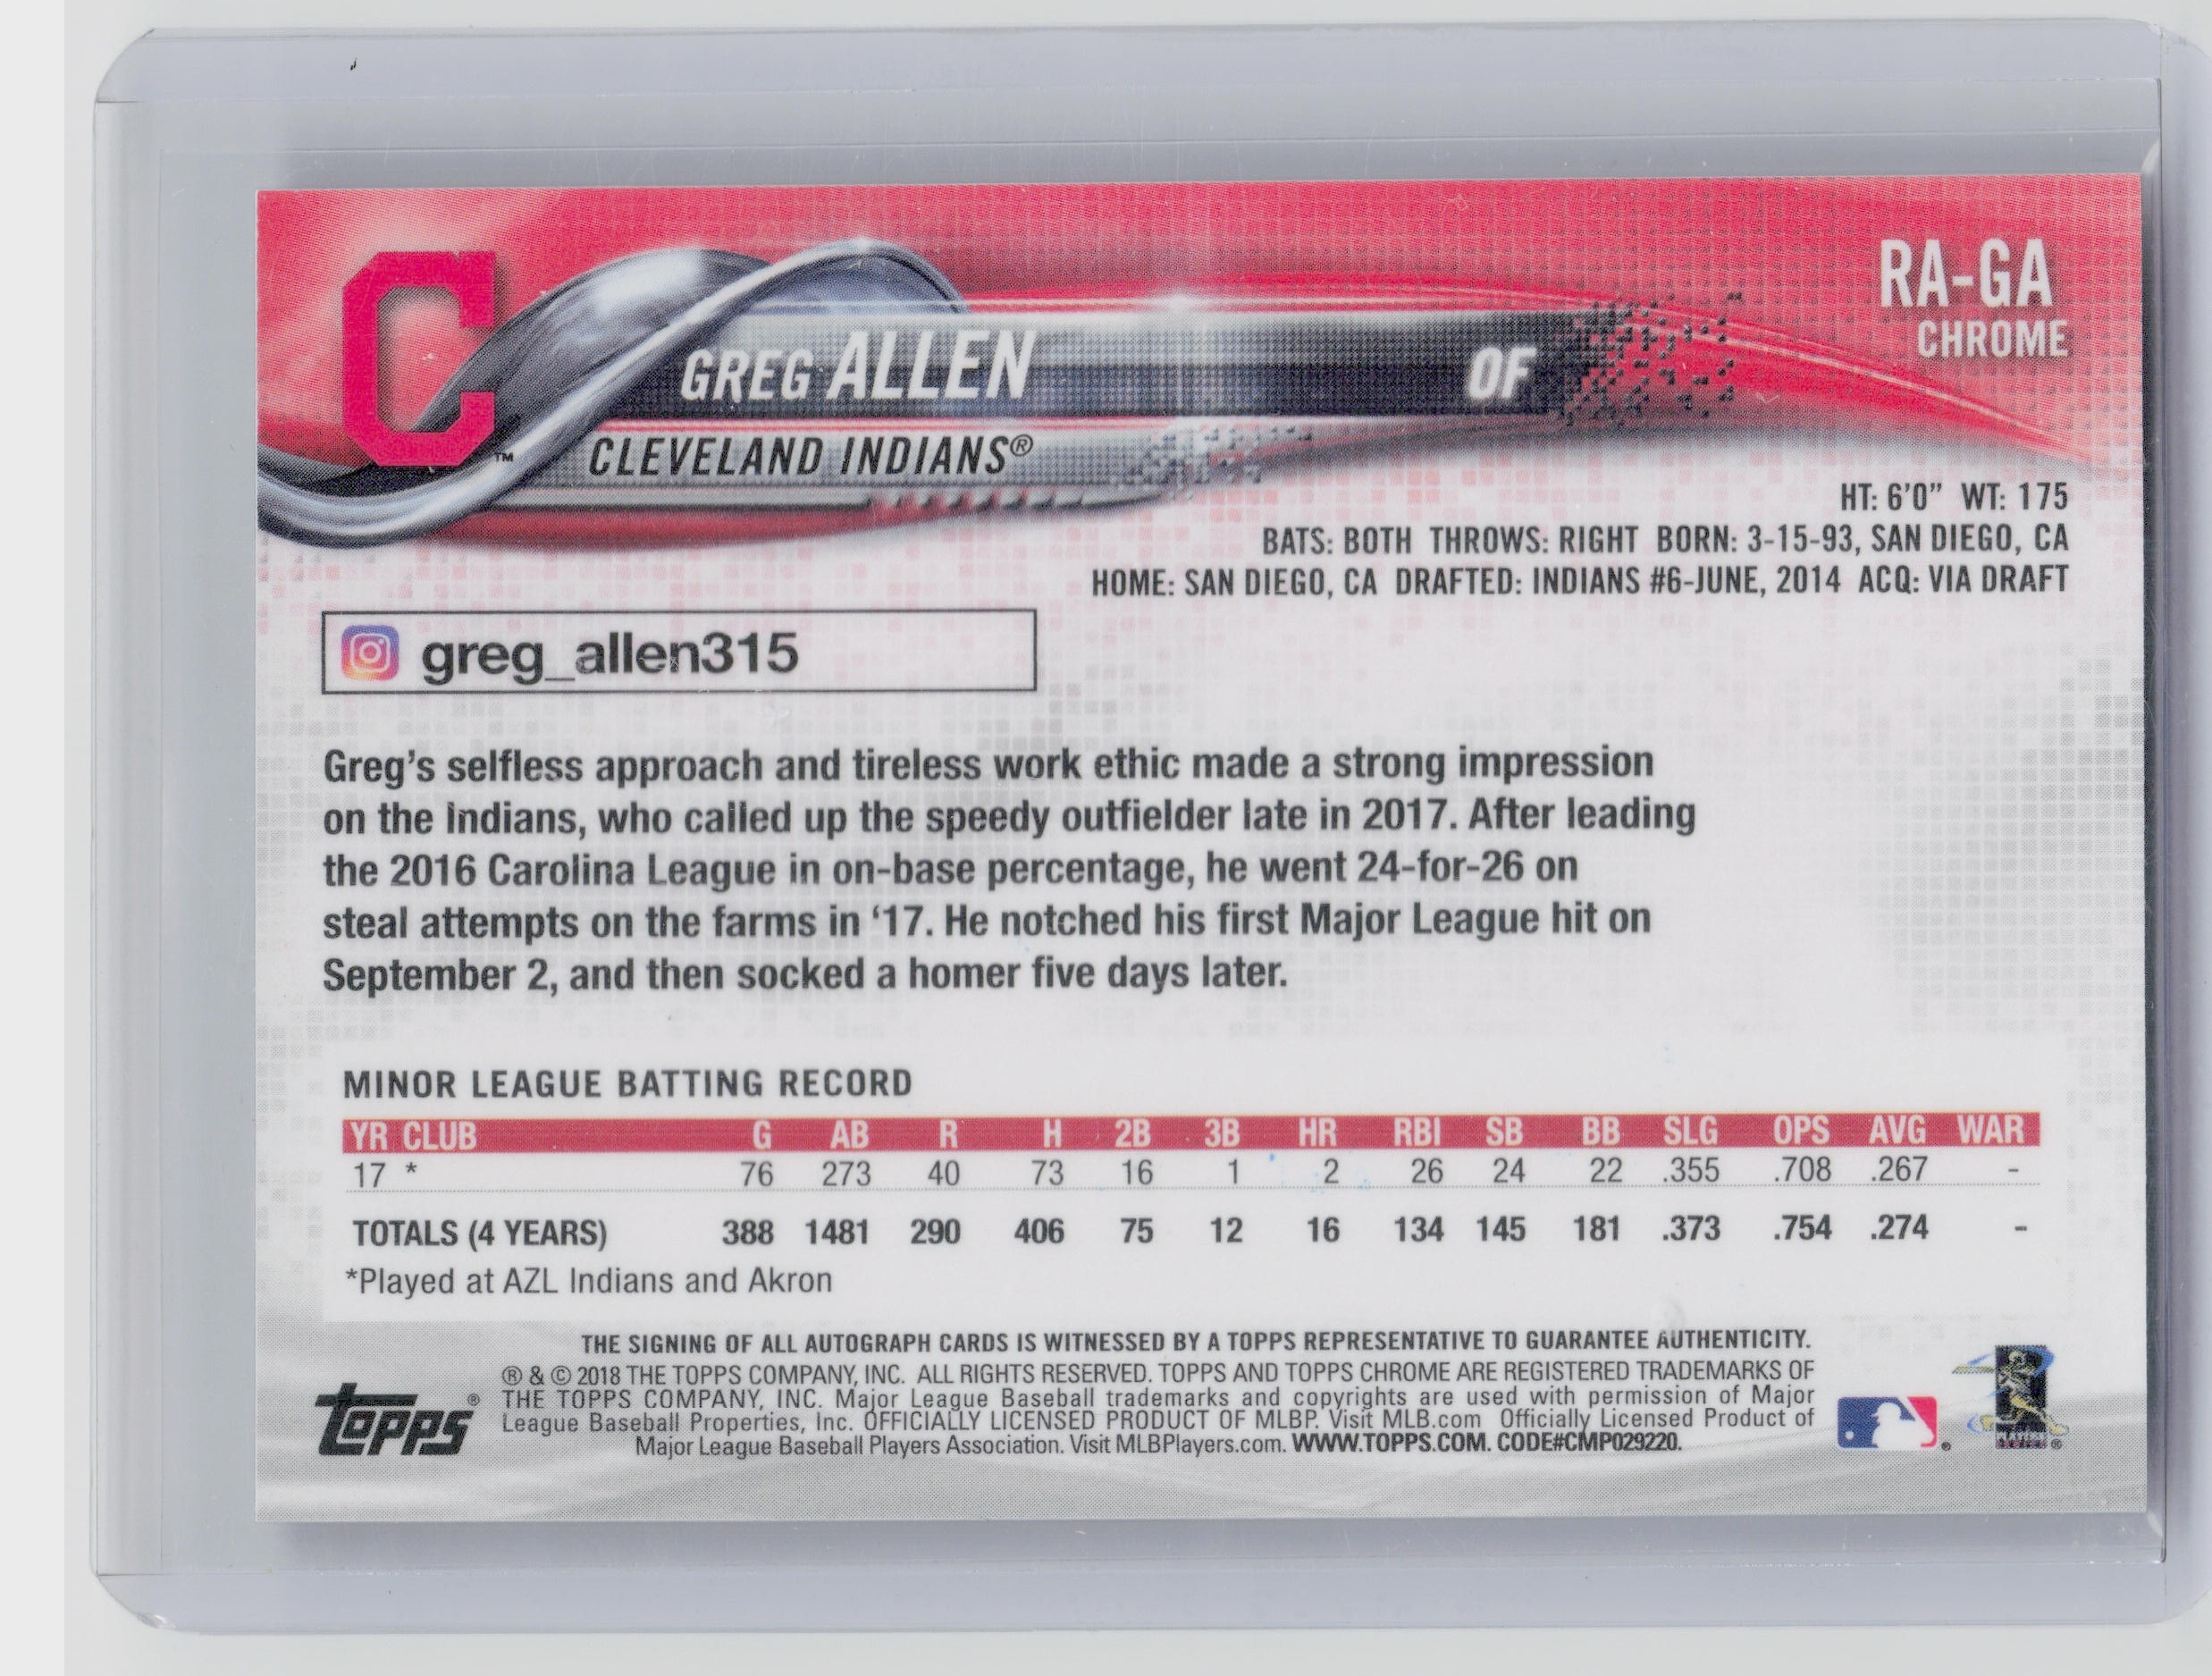 C
TM
RA-GA
CHROME
GREG ALLEN OF
CLEVELAND INDIANS®
HT: 6'0" WT: 175
BATS: BOTH THROWS: RIGHT BORN: 3-15-93, SAN DIEGO, CA
HOME: SAN DIEGO, CA DRAFTED: INDIANS #6-JUNE, 2014 ACQ: VIA DRAFT
greg_allen315
Greg's selfless approach and tireless work ethic made a strong impression
on the Indians, who called up the speedy outfielder late in 2017. After leading
the 2016 Carolina League in on-base percentage, he went 24-for-26 on
steal attempts on the farms in ‘17. He notched his first Major League hit on
September 2, and then socked a homer five days later.
MINOR LEAGUE BATTING RECORD
YR CLUB G AB R H 2B 3B HR RBI SB BB SLG OPS AVG WAR
17 * 76 273 40 73 16 1 2 26 24 22 .355 .708 .267 -
TOTALS (4 YEARS) 388 1481 290 406 75 12 16 134 145 181 .373 .754 .274 -
*Played at AZL Indians and Akron
THE SIGNING OF ALL AUTOGRAPH CARDS IS WITNESSED BY A TOPPS REPRESENTATIVE TO GUARANTEE AUTHENTICITY.
® & © 2018 THE TOPPS COMPANY, INC. ALL RIGHTS RESERVED. TOPPS AND TOPPS CHROME ARE REGISTERED TRADEMARKS OF
THE TOPPS COMPANY, INC. Major League Baseball trademarks and copyrights are used with permission of Major
League Baseball Properties, Inc. OFFICIALLY LICENSED PRODUCT OF MLBP. Visit MLB.com Officially Licensed Product of
Major League Baseball Players Association. Visit MLBPlayers.com. WWW.TOPPS.COM. CODE#CMP029220.
topps®
PLAYERS
®